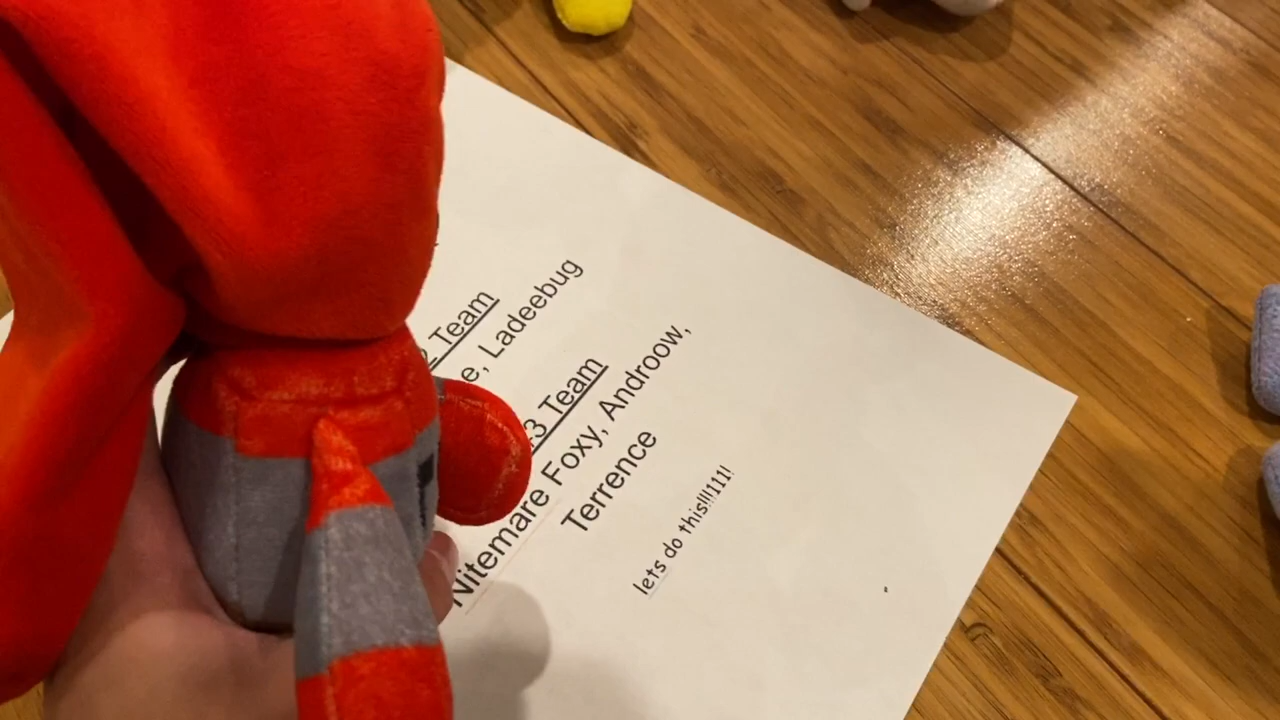 Team
Ladeebug
3 Team
Nitemare Foxy, Androow,
Terrence
lets do this!!!111!